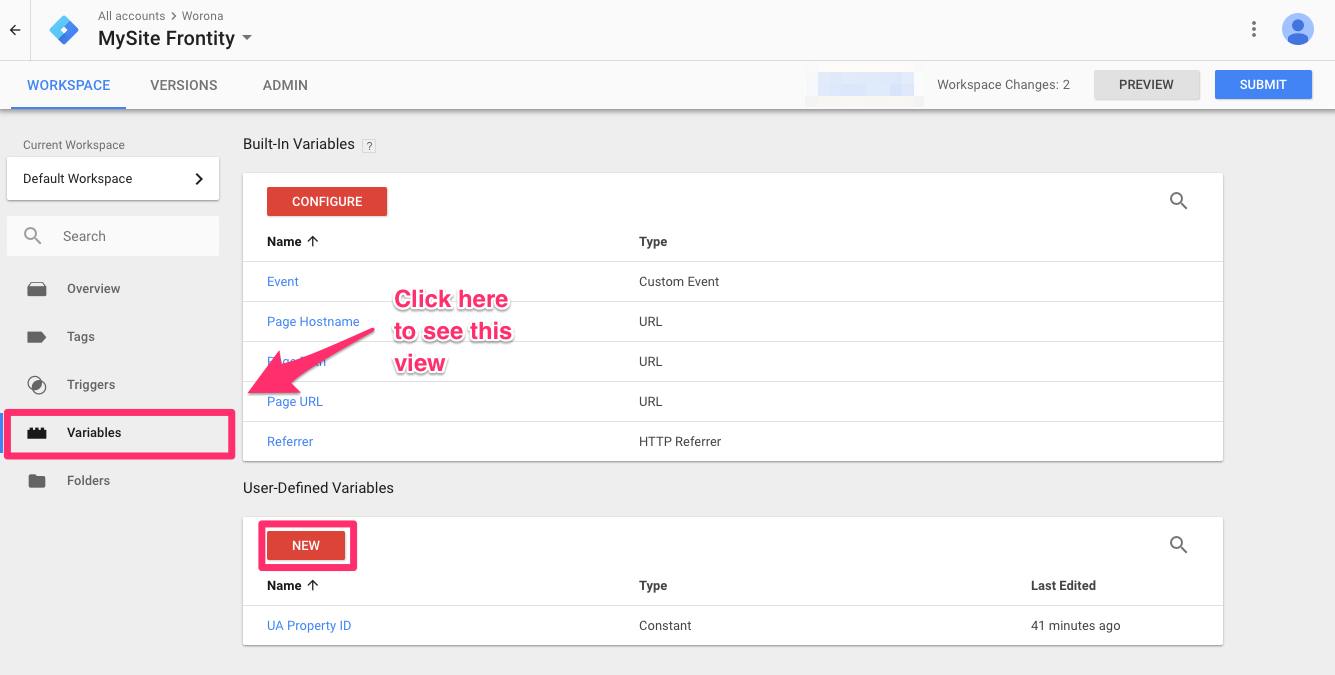 All accounts > Worona
MySite Frontity
WORKSPACE VERSIONS ADMIN
Workspace Changes: 2 PREVIEW SUBMIT
Current Workspace
Default Workspace
Search
Overview
Tags
Triggers
Variables
Folders
Built-In Variables ?
CONFIGURE
Name Type
Event Custom Event
Page Hostname URL
URL
Page URL URL
Referrer HTTP Referrer
Click here
to see this
view
User-Defined Variables
NEW
Name Type Last Edited
UA Property ID Constant 41 minutes ago